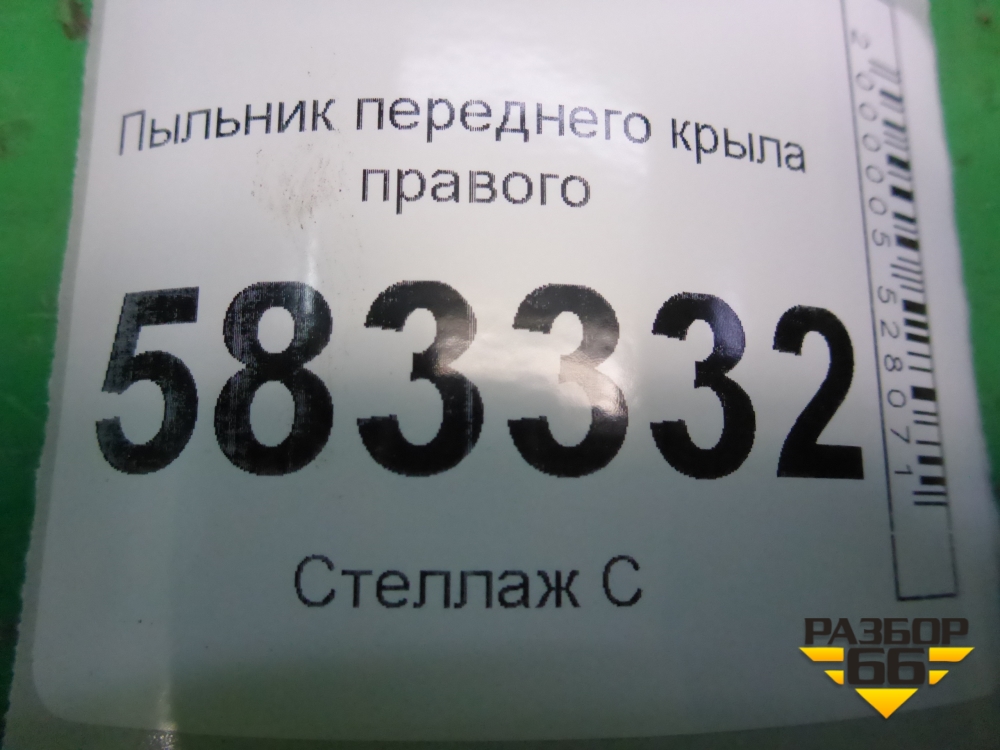 Пыльник переднего крыла
правого
583332
Стеллаж С
2000005528071
РАЗБОР
66